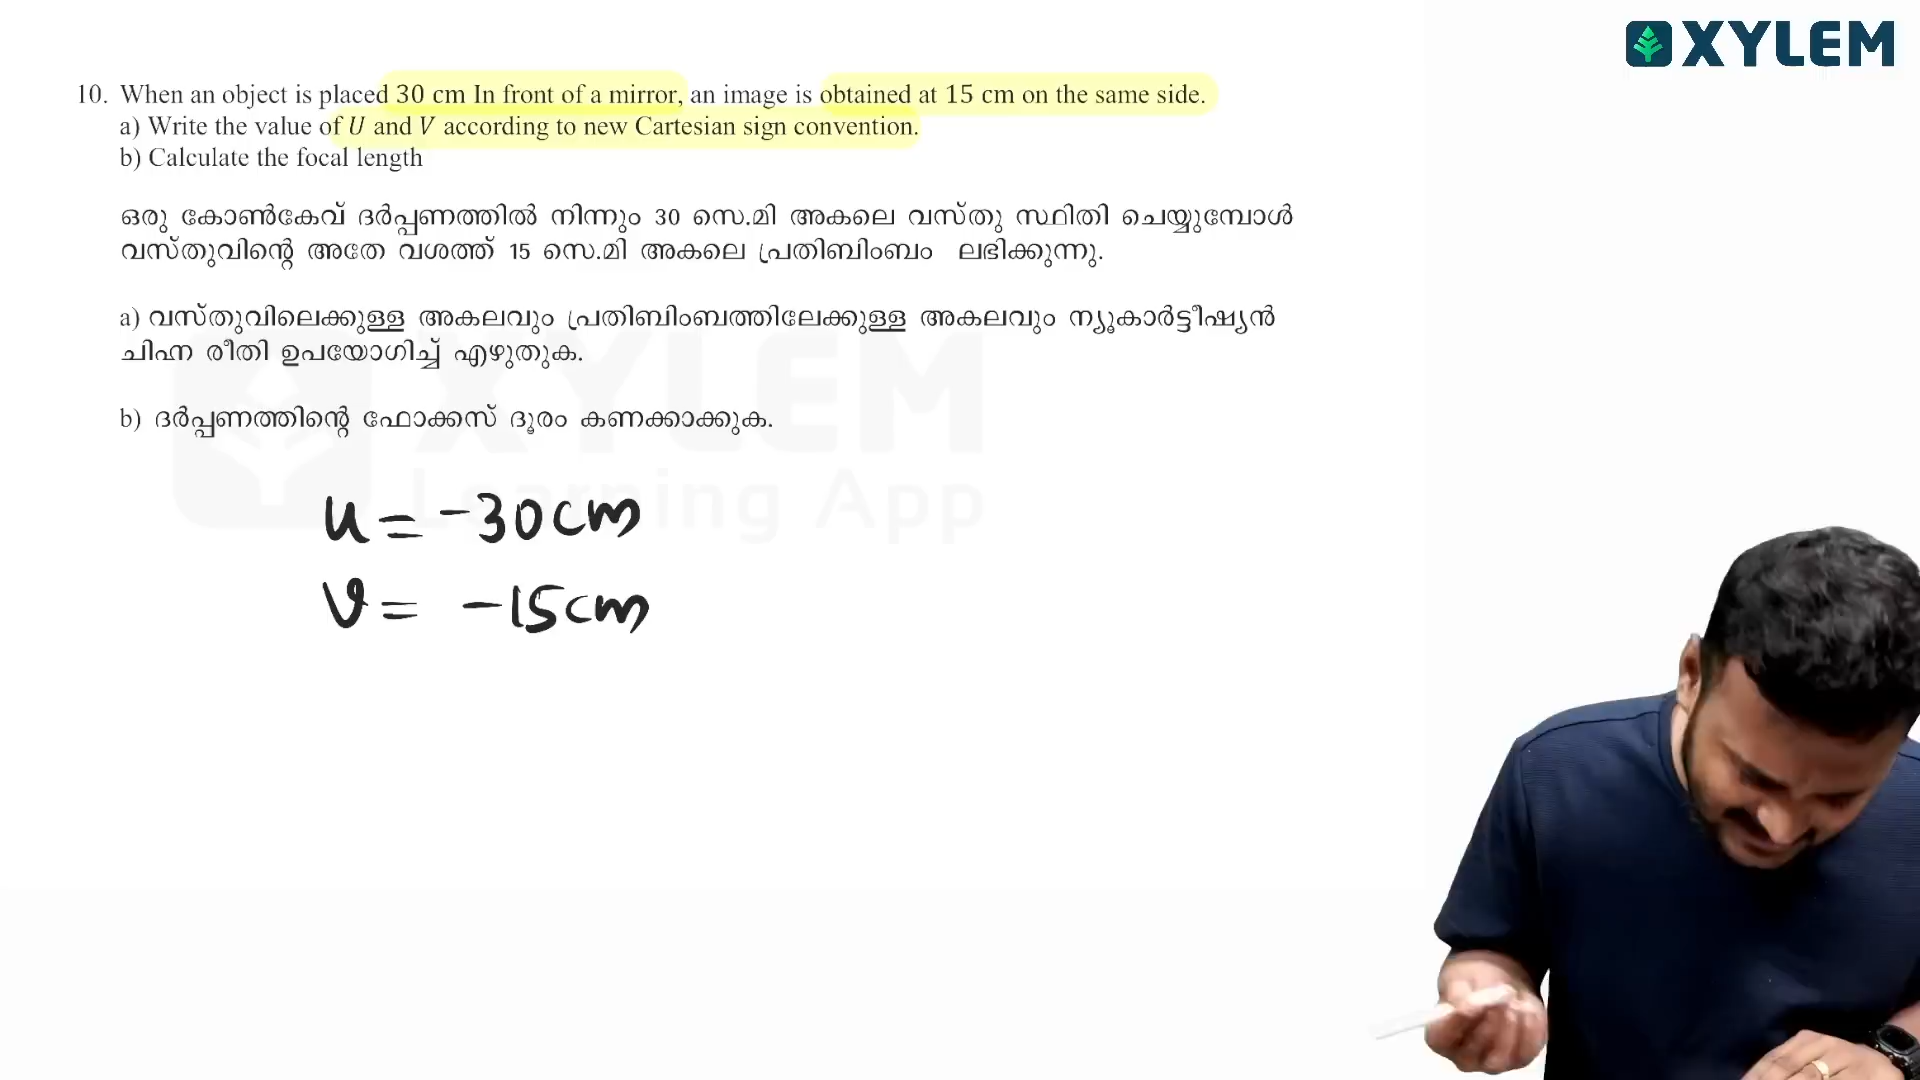 XYLEM
10. When an object is placed 30 cm In front of a mirror, an image is obtained at 15 cm on the same side.
a) Write the value of U and V according to new Cartesian sign convention.
b) Calculate the focal length
ഒരു കോൺകേവ് ദർപ്പണത്തിൽ നിന്നും 30 സെ.മി അകലെ വസ്തു സ്ഥിതി ചെയ്യുമ്പോൾ
വസ്തുവിന്റെ അതേ വശത്ത് 15 സെ.മി അകലെ പ്രതിബിംബം ലഭിക്കുന്നു.
a) വസ്തുവിലെക്കുള്ള അകലവും പ്രതിബിംബത്തിലേക്കുള്ള അകലവും ന്യൂകാർട്ടീഷ്യൻ
ചിഹ്ന രീതി ഉപയോഗിച്ച് എഴുതുക.
b) ദർപ്പണത്തിന്റെ ഫോക്കസ് ദൂരം കണക്കാക്കുക.
XYLEM
Learning App
u = -30cm
v = -15cm